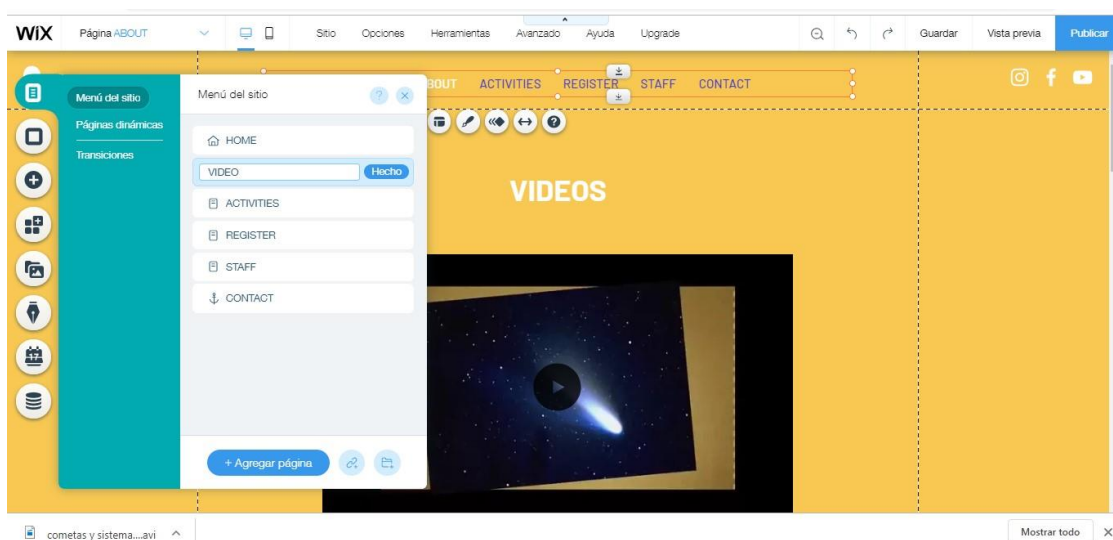 WiX Página ABOUT Sitio Opciones Herramientas Avanzado Ayuda Upgrade Guardar Vista previa Publicar
BOUT ACTIVITIES REGISTER STAFF CONTACT
Menú del sitio
Páginas dinámicas
Transiciones
Menú del sitio ? ×
HOME
VIDEO Hecho
ACTIVITIES
REGISTER
STAFF
CONTACT
+ Agregar página
VIDEOS
17
cometas y sistema....avi
Mostrar todo